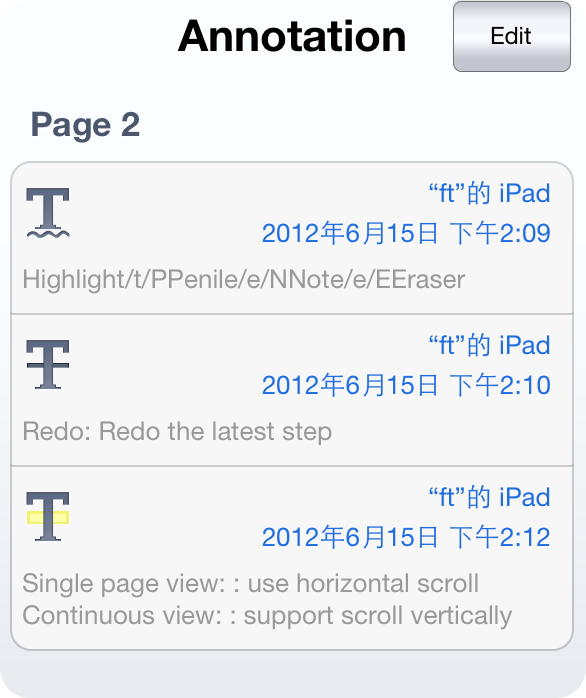 Annotation
Edit
Page 2
“ft”的 iPad
2012年6月15日 下午2:09
Highlight/t/PPenile/e/NNote/e/EEraser
“ft”的 iPad
2012年6月15日 下午2:10
Redo: Redo the latest step
“ft”的 iPad
2012年6月15日 下午2:12
Single page view: : use horizontal scroll
Continuous view: : support scroll vertically